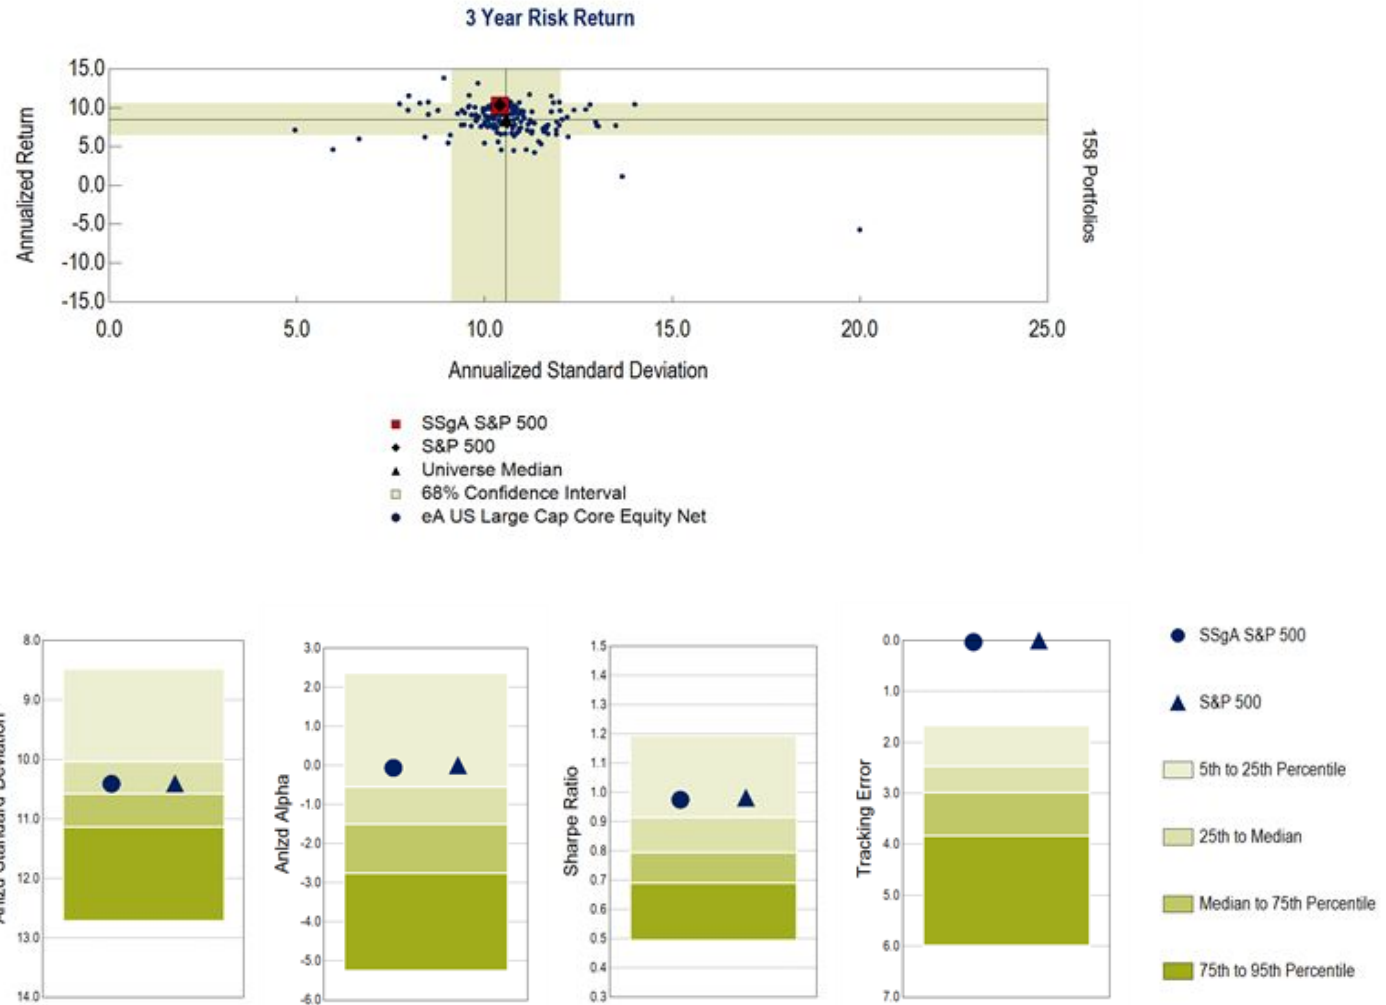 3 Year Risk Return
15.0
10.0
5.0
0.0
-5.0
-10.0
-15.0
Annualized Return
158 Portfolios
0.0 5.0 10.0 15.0 20.0 25.0
Annualized Standard Deviation
SSgA S&P 500
S&P 500
Universe Median
68% Confidence Interval
eA US Large Cap Core Equity Net
8.0
9.0
10.0
11.0
12.0
13.0
14.0
Anlzd Standard Deviation
3.0
2.0
1.0
0.0
-1.0
-2.0
-3.0
-4.0
-5.0
-6.0
Anlzd Alpha
1.5
1.4
1.3
1.2
1.1
1.0
0.9
0.8
0.7
0.6
0.5
0.4
0.3
Sharpe Ratio
0.0
1.0
2.0
3.0
4.0
5.0
6.0
7.0
Tracking Error
SSgA S&P 500
S&P 500
5th to 25th Percentile
25th to Median
Median to 75th Percentile
75th to 95th Percentile